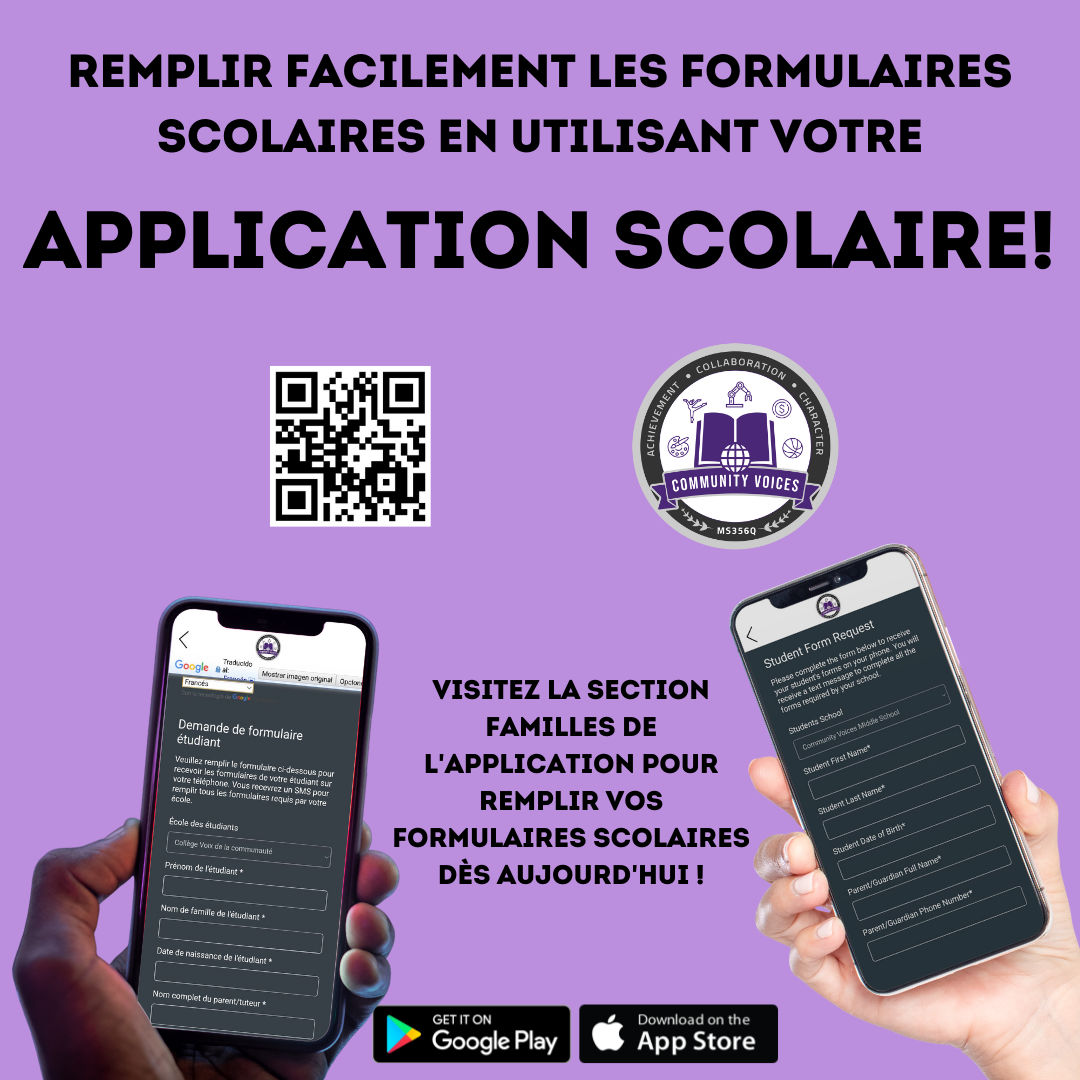 REMPLIR FACILEMENT LES FORMULAIRES
SCOLAIRES EN UTILISANT VOTRE
APPLICATION SCOLAIRE!
ACHIEVEMENT • COLLABORATION • CHARACTER
COMMUNITY VOICES
MS356Q
Google
Traducido
al:
Mostrar imagen original
Francés
Demande de formulaire
étudiant
Veuillez remplir le formulaire ci-dessous pour
recevoir les formulaires de votre étudiant sur
votre téléphone. Vous recevrez un SMS pour
remplir tous les formulaires requis par votre
école.
École des étudiants
Collège Voix de la communauté
Prénom de l'étudiant *
Nom de famille de l'étudiant *
Date de naissance de l'étudiant *
Nom complet du parent/tuteur *
VISITEZ LA SECTION
FAMILLES DE
L'APPLICATION POUR
REMPLIR VOS
FORMULAIRES SCOLAIRES
DÈS AUJOURD'HUI !
Student Form Request
Please complete the form below to receive
your student's forms on your phone. You will
receive a text message to complete all the
forms required by your school.
Students School
Community Voices Middle School
Student First Name*
Student Last Name*
Student Date of Birth*
Parent/Guardian Full Name*
Parent/Guardian Phone Number*
GET IT ON
Google Play
Download on the
App Store